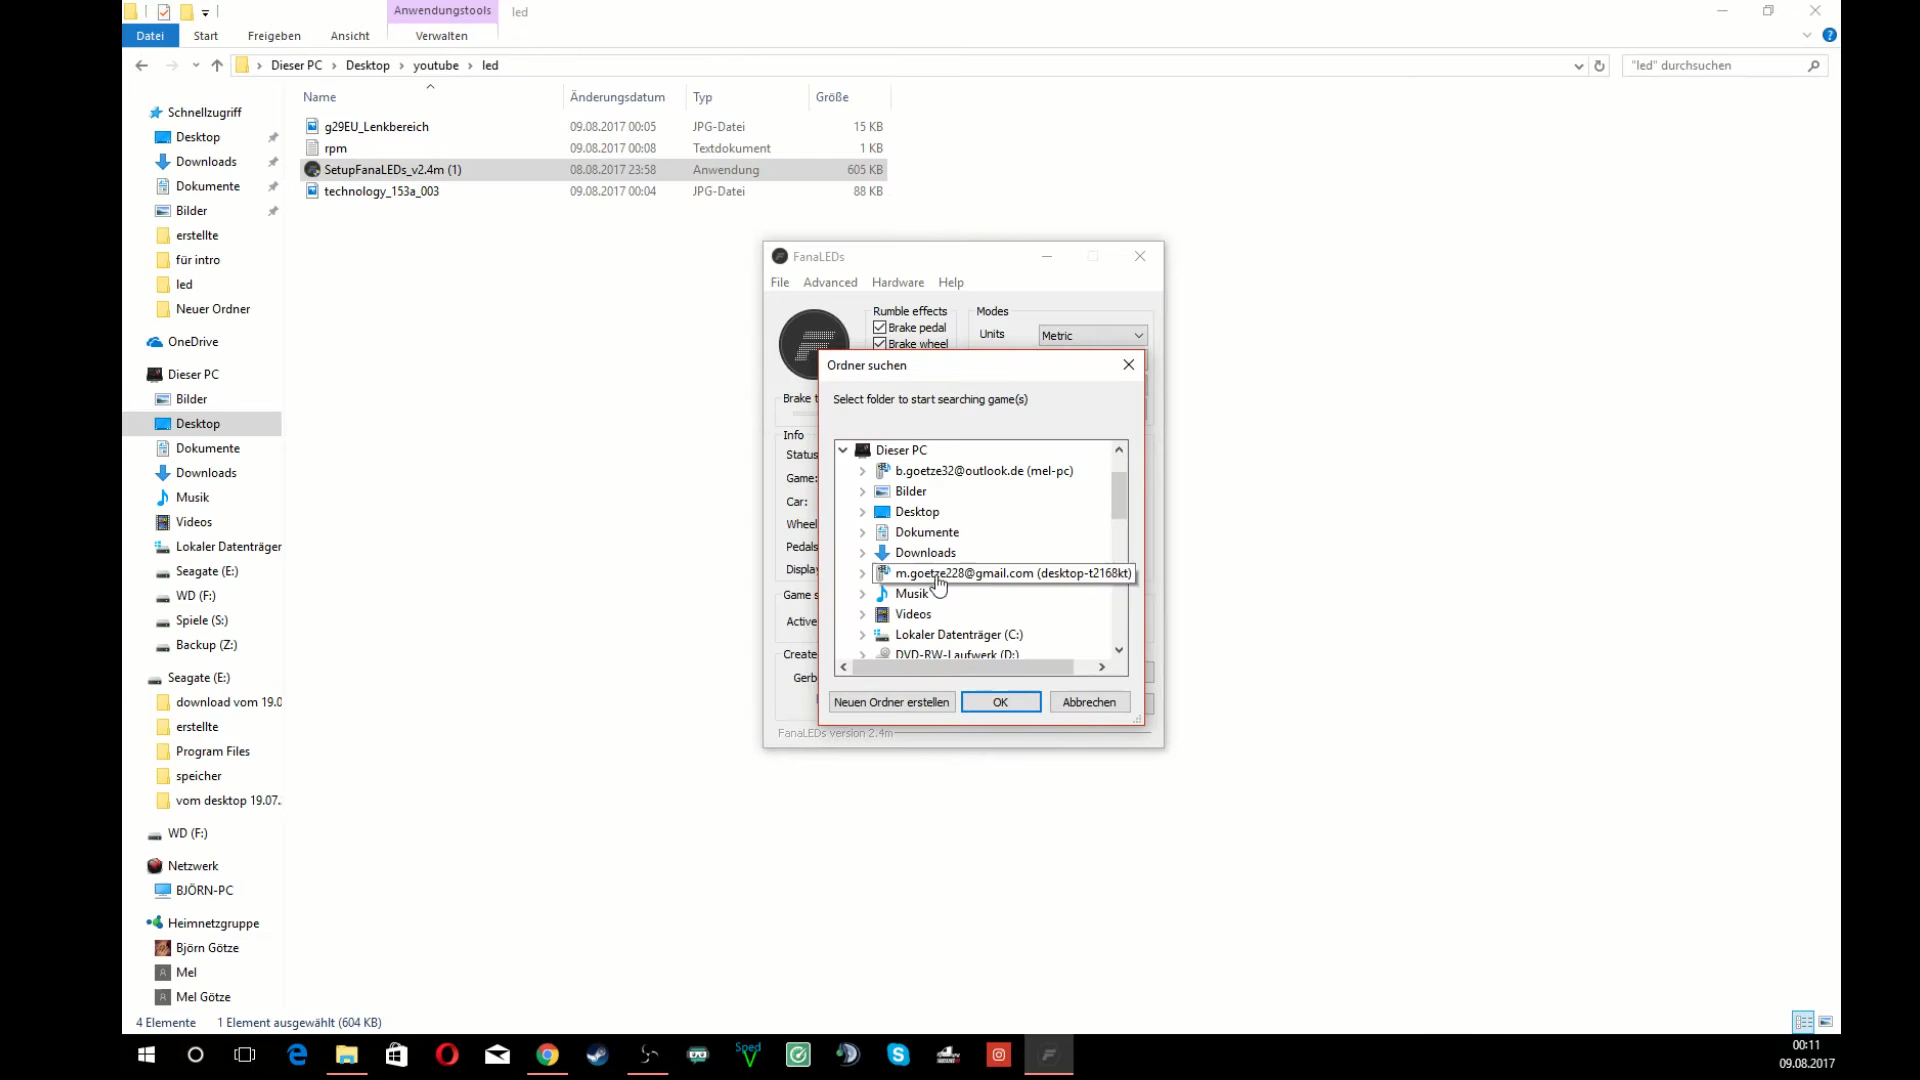 Anwendungstools led
Datei Start Freigeben Ansicht Verwalten
Dieser PC Desktop youtube led "led" durchsuchen
Name Änderungsdatum Typ Größe
g29EU_Lenkbereich 09.08.2017 00:05 JPG-Datei 15 KB
rpm 09.08.2017 00:08 Textdokument 1 KB
SetupFanaLEDs_v2.4m (1) 08.08.2017 23:58 Anwendung 605 KB
technology_153a_003 09.08.2017 00:04 JPG-Datei 88 KB
Schnellzugriff
Desktop
Downloads
Dokumente
Bilder
erstellte
für intro
led
Neuer Ordner
OneDrive
Dieser PC
Bilder
Desktop
Dokumente
Downloads
Musik
Videos
Lokaler Datenträger
Seagate (E:)
WD (F:)
Spiele (S:)
Backup (Z:)
Seagate (E:)
download vom 19.0
erstellte
Program Files
speicher
vom desktop 19.07.
WD (F:)
Netzwerk
BJÖRN-PC
Heimnetzgruppe
Björn Götze
Mel
Mel Götze
FanaLEDs
File Advanced Hardware Help
Rumble effects Modes
Brake pedal Units Metric
Brake wheel
Brake t
Info
Status
Game:
Car:
Wheel
Pedals
Display
Game s
Active
Create
Gerb
FanaLEDs version 2.4m
Ordner suchen
Select folder to start searching game(s)
Dieser PC
b.goetze32@outlook.de (mel-pc)
Bilder
Desktop
Dokumente
Downloads
m.goetze228@gmail.com (desktop-t2168kt)
Musik
Videos
Lokaler Datenträger (C:)
DVD-RW-Laufwerk (D:)
Neuen Ordner erstellen OK Abbrechen
4 Elemente 1 Element ausgewählt (604 KB)
Sped
00:11
09.08.2017